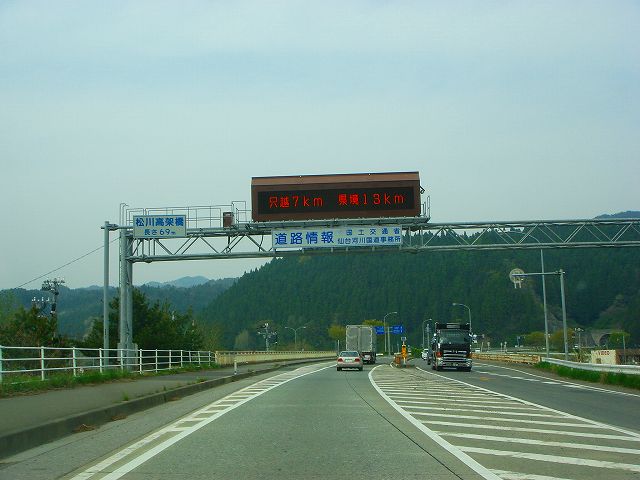 只越7km 県境13km
松川高架橋
長さ69m
道路情報
国土交通省
仙台河川国道事務所